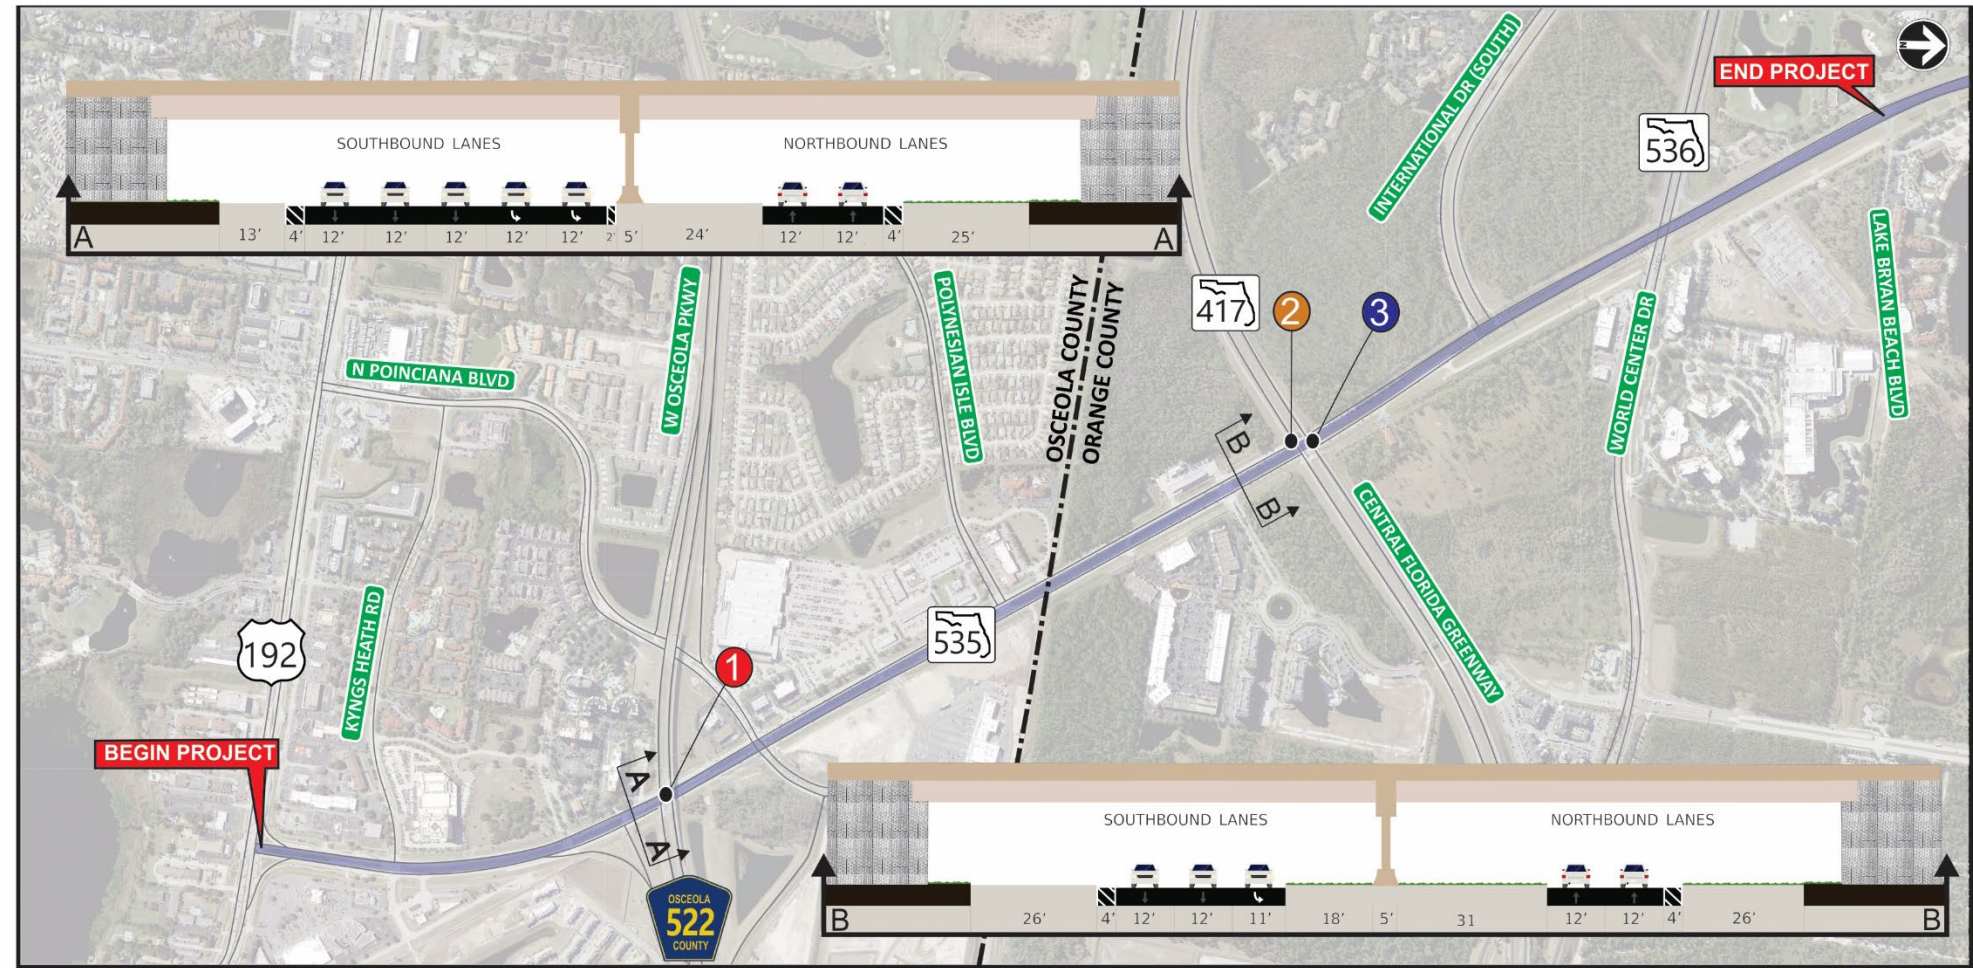 N
END PROJECT
INTERNATIONAL DR (SOUTH)
536
SOUTHBOUND LANES
NORTHBOUND LANES
A
13'
4'
12'
12'
12'
12'
12'
2'
5'
24'
12'
12'
4'
25'
A
LAKE BRYAN BEACH BLVD
W OSCEOLA PKWY
POLYNESIAN ISLE BLVD
OSCEOLA COUNTY
ORANGE COUNTY
417
2
3
WORLD CENTER DR
N POINCIANA BLVD
B
B
CENTRAL FLORIDA GREENWAY
KYNGS HEATH RD
192
535
1
BEGIN PROJECT
A
A
OSCEOLA
522
COUNTY
SOUTHBOUND LANES
NORTHBOUND LANES
B
26'
4'
12'
12'
11'
18'
5'
31
12'
12'
4'
26'
B